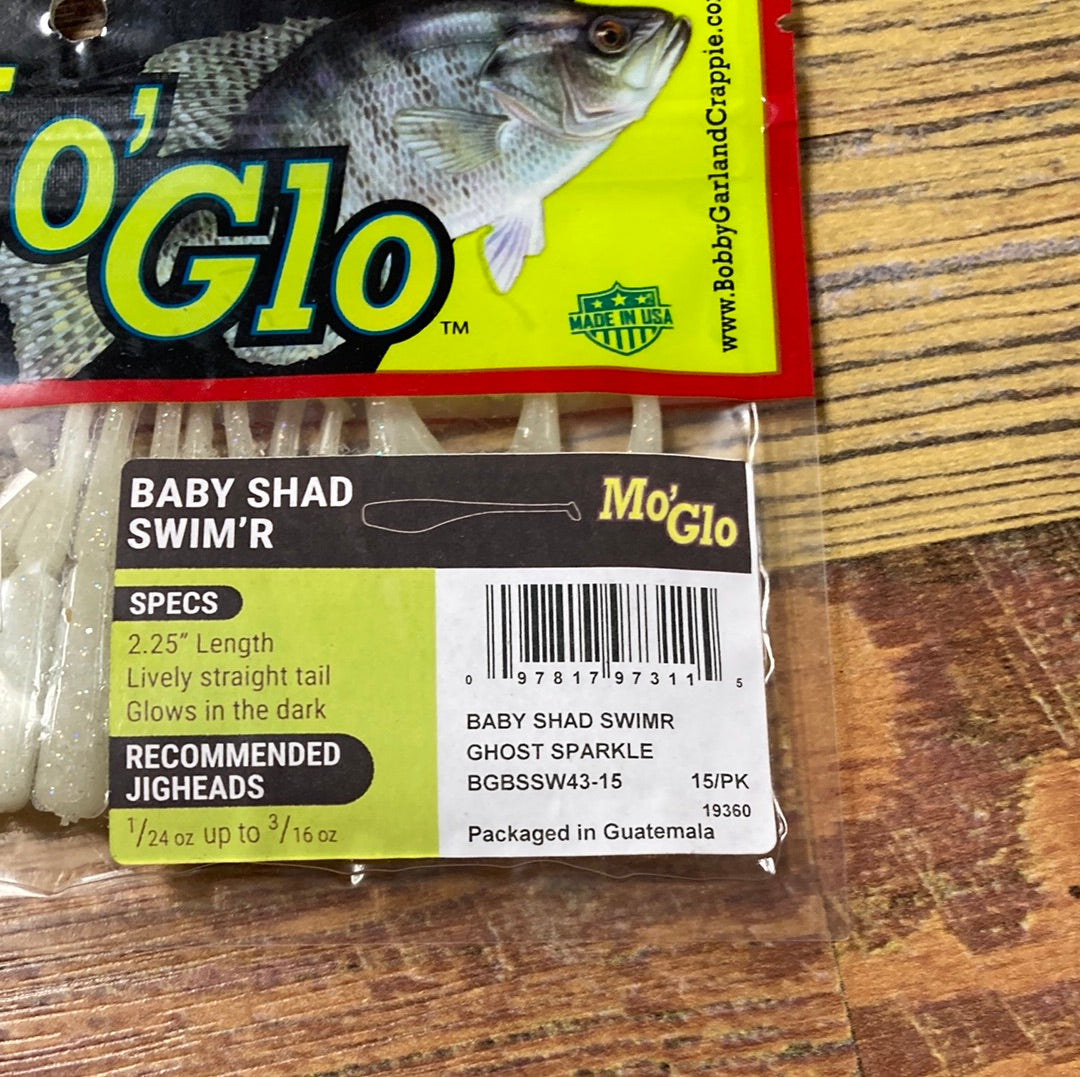 Mo'
Glo
TM
MADE IN USA
www.BobbyGarlandCrappie.co
BABY SHAD
SWIM'R
Mo'Glo
SPECS
2.25" Length
Lively straight tail
Glows in the dark
RECOMMENDED
JIGHEADS
1/24 oz up to 3/16 oz
0 97817 97311 5
BABY SHAD SWIMR
GHOST SPARKLE
BGBSSW43-15 15/PK
19360
Packaged in Guatemala